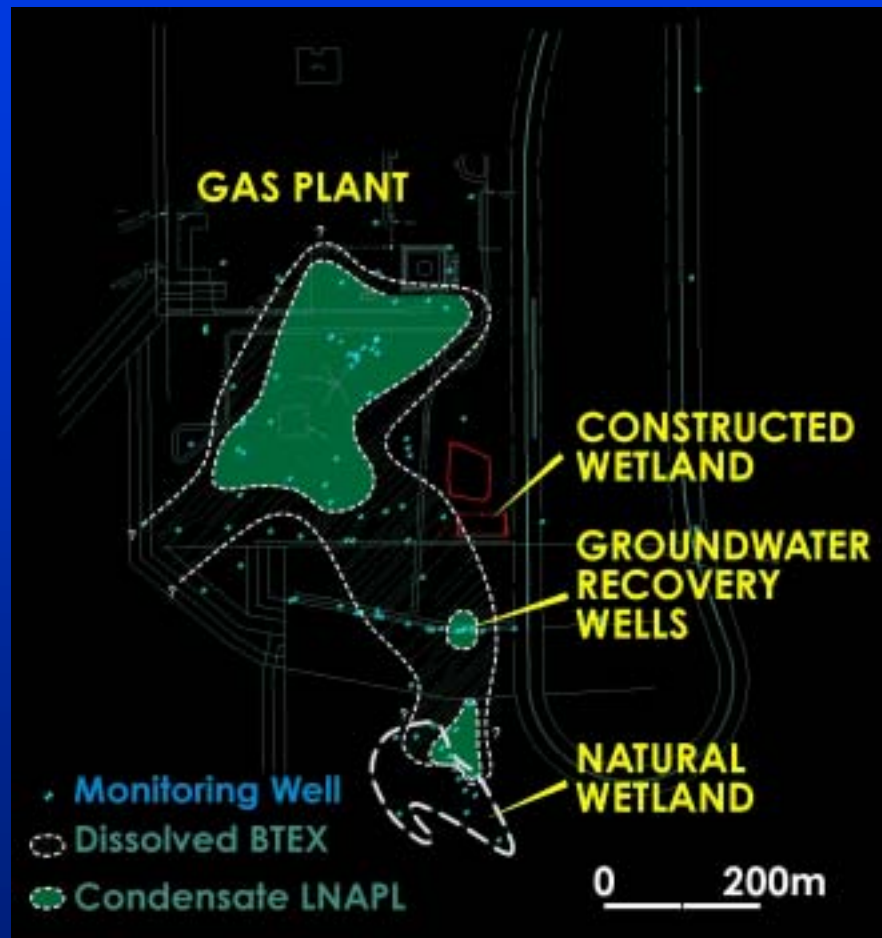 GAS PLANT
?
CONSTRUCTED
WETLAND
?
GROUNDWATER
RECOVERY
WELLS
?
?
?
?
NATURAL
WETLAND
Monitoring Well
Dissolved BTEX
Condensate LNAPL
0 200m